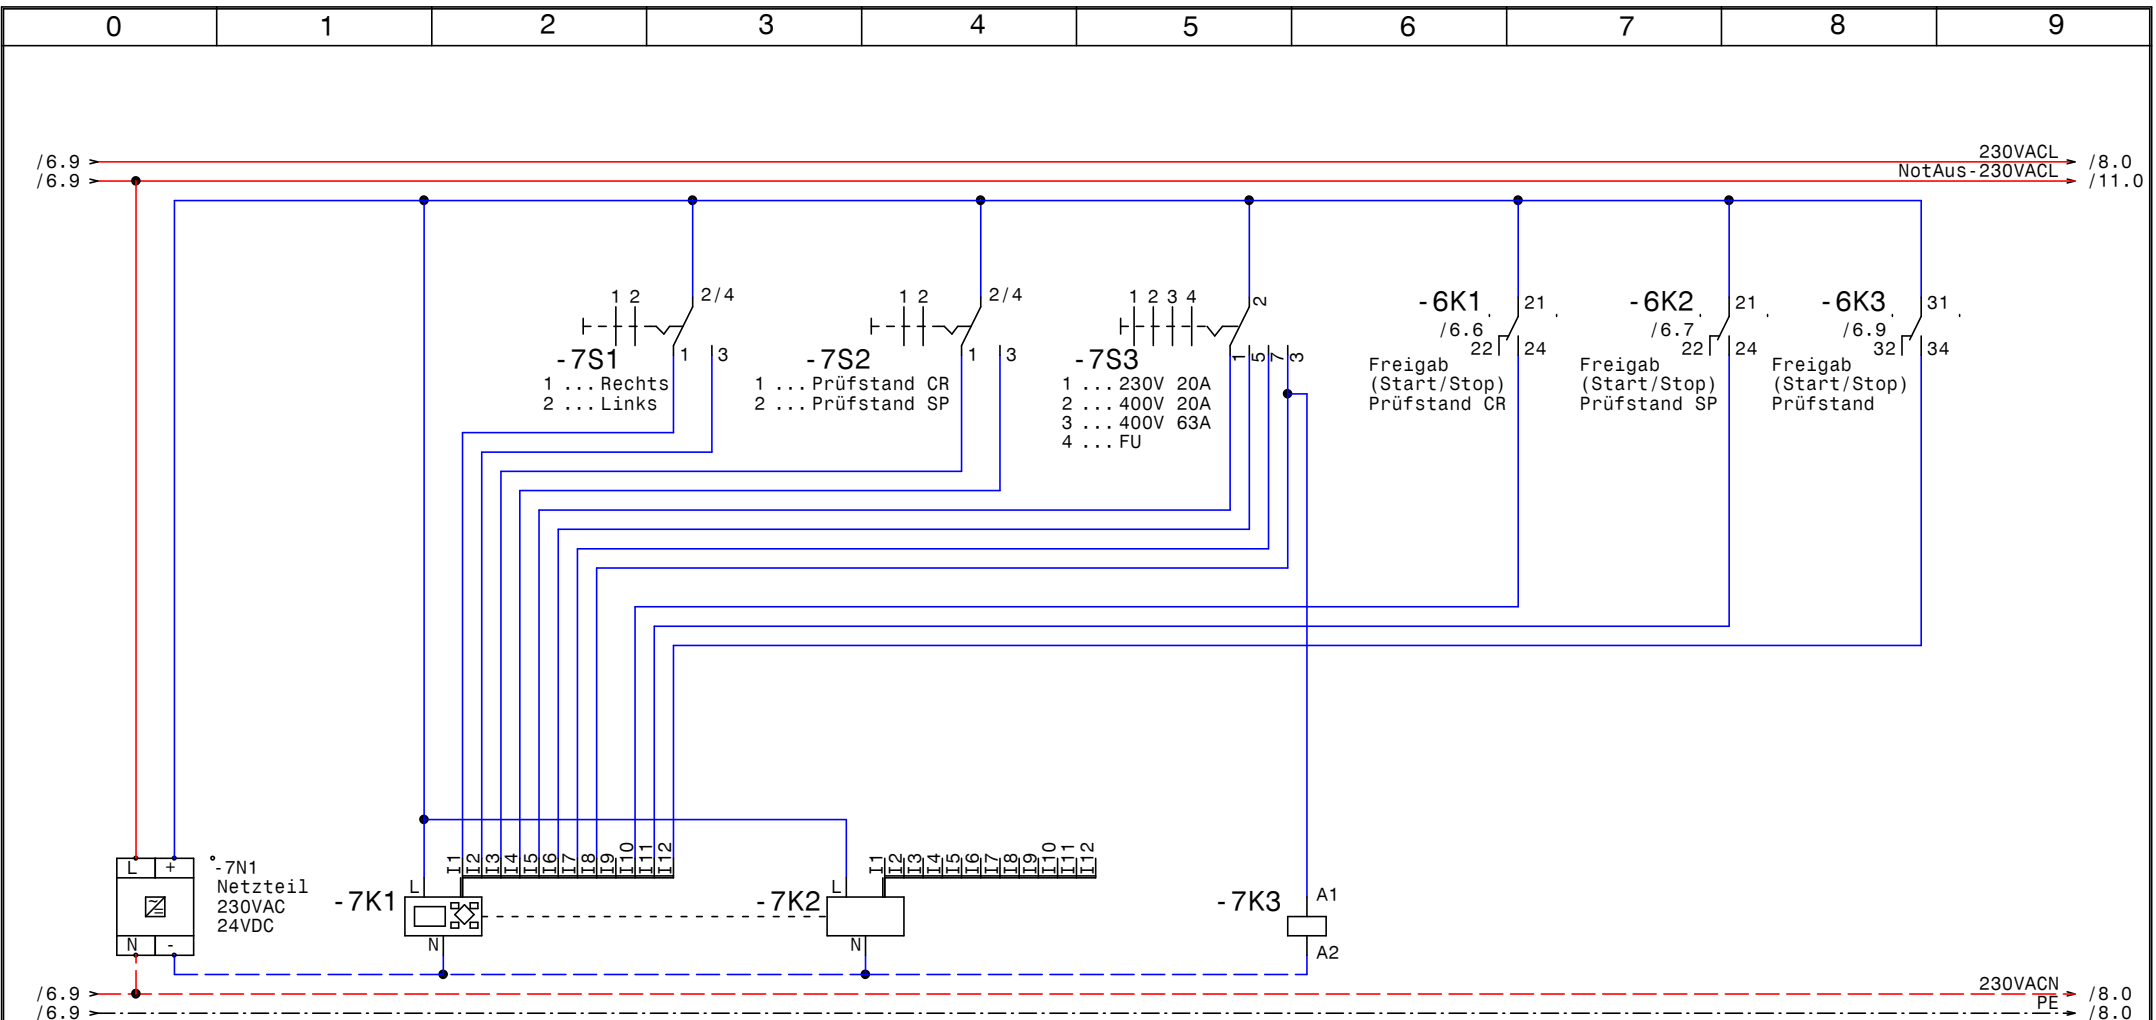 0 1 2 3 4 5 6 7 8 9
/6.9 230VACL /8.0
/6.9 NotAus-230VACL /11.0
1 2 2/4
-7S1
1 3
1 ... Rechts
2 ... Links
1 2 2/4
-7S2
1 3
1 ... Prüfstand CR
2 ... Prüfstand SP
1 2 3 4 2
-7S3
1 5 7 3
1 ... 230V 20A
2 ... 400V 20A
3 ... 400V 63A
4 ... FU
-6K1 21
/6.6
22 24
Freigab
(Start/Stop)
Prüfstand CR
-6K2 21
/6.7
22 24
Freigab
(Start/Stop)
Prüfstand SP
-6K3 31
/6.9
32 34
Freigab
(Start/Stop)
Prüfstand
L +
N -
-7N1
Netzteil
230VAC
24VDC
I1 I2 I3 I4 I5 I6 I7 I8 I9 I10 I11 I12
L
-7K1
N
I1 I2 I3 I4 I5 I6 I7 I8 I9 I10 I11 I12
L
-7K2
N
A1
-7K3
A2
/6.9 230VACN /8.0
/6.9 PE /8.0